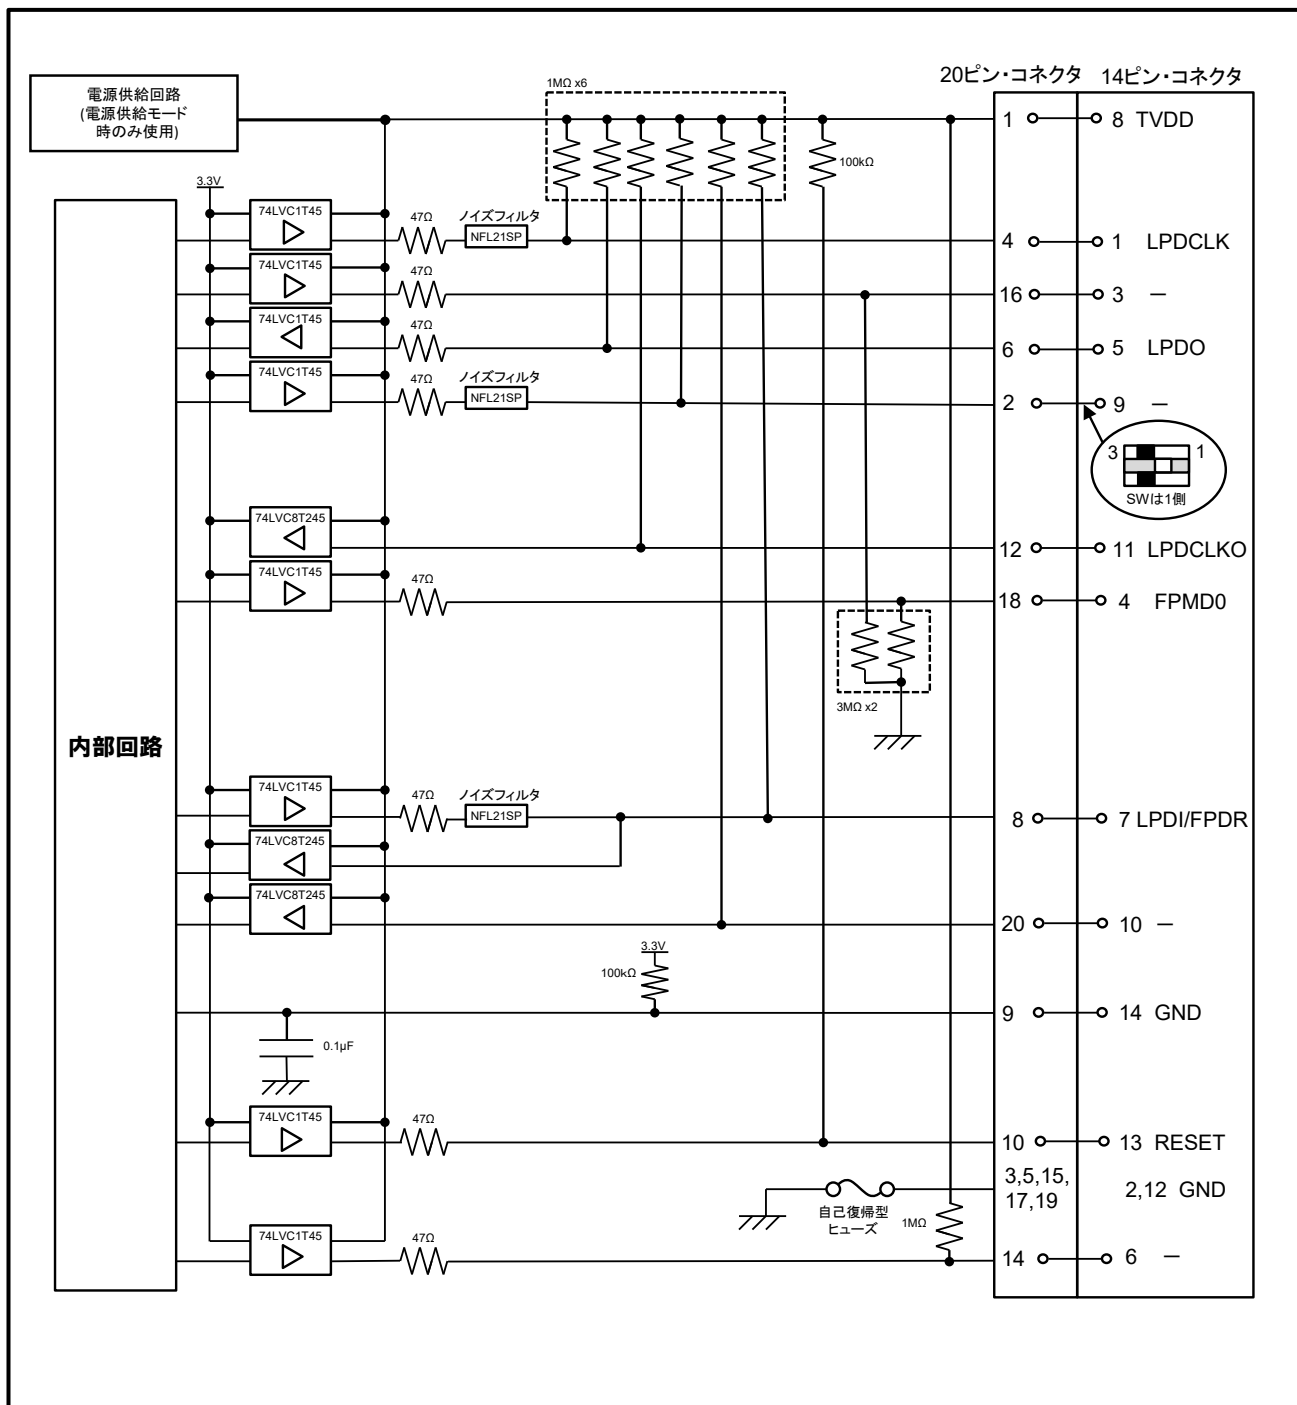 20ピン・コネクタ 14ピン・コネクタ
電源供給回路
(電源供給モード
時のみ使用)
1MΩ x6
1 8 TVDD
100kΩ
3.3V
74LVC1T45 47Ω ノイズフィルタ
NFL21SP
4 1 LPDCLK
74LVC1T45 47Ω
16 3 －
74LVC1T45 47Ω
6 5 LPDO
74LVC1T45 47Ω ノイズフィルタ
NFL21SP
2 9 －
3 1
SWは1側
74LVC8T245
12 11 LPDCLKO
74LVC1T45 47Ω
18 4 FPMD0
3MΩ x2
内部回路
74LVC1T45 47Ω ノイズフィルタ
NFL21SP
8 7 LPDI/FPDR
74LVC8T245
74LVC8T245
20 10 －
3.3V
100kΩ
9 14 GND
0.1μF
74LVC1T45 47Ω
10 13 RESET
3,5,15,
17,19
2,12 GND
自己復帰型
ヒューズ
1MΩ
74LVC1T45 47Ω
14 6 －